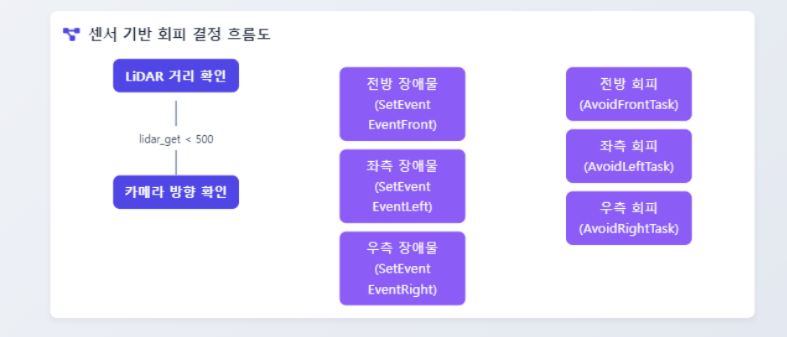 센서 기반 회피 결정 흐름도
LiDAR 거리 확인
lidar_get < 500
카메라 방향 확인
전방 장애물
(SetEvent
EventFront)
좌측 장애물
(SetEvent
EventLeft)
우측 장애물
(SetEvent
EventRight)
전방 회피
(AvoidFrontTask)
좌측 회피
(AvoidLeftTask)
우측 회피
(AvoidRightTask)